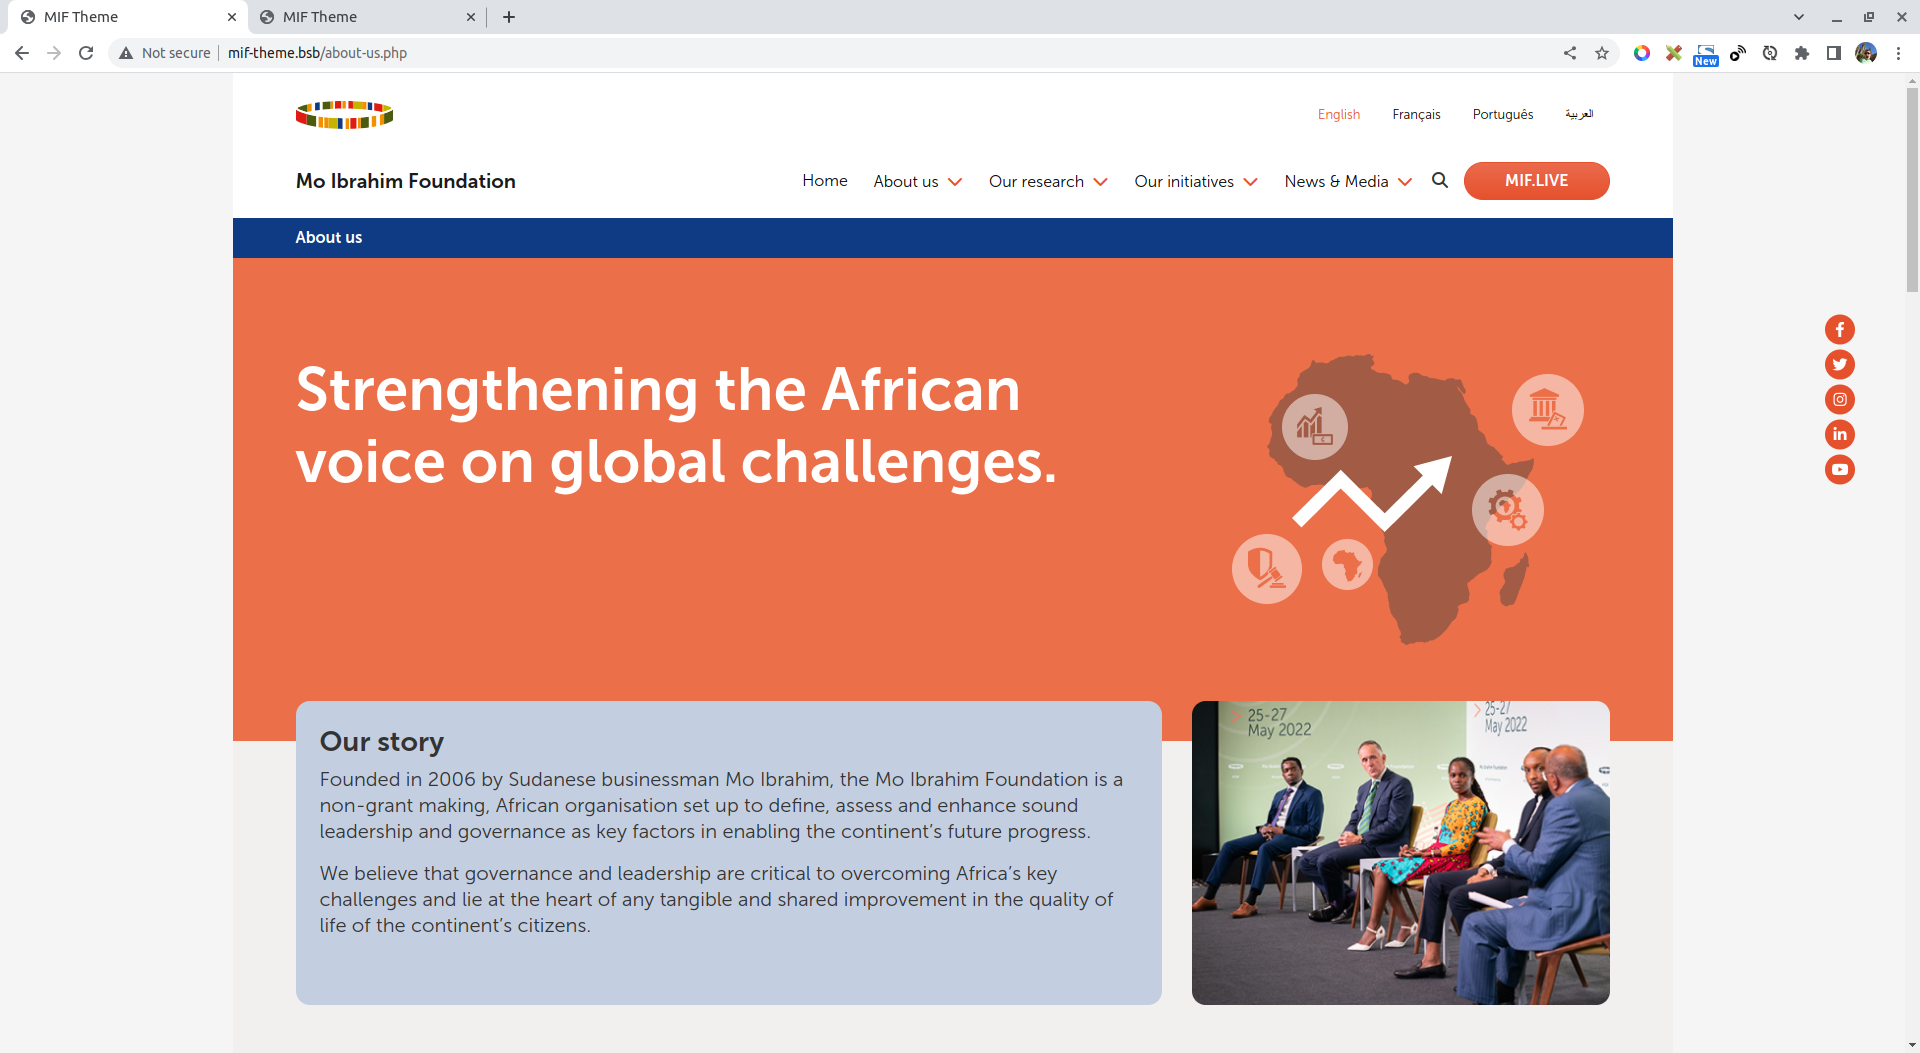 MIF Theme
MIF Theme
Not secure
mif-theme.bsb/about-us.php
New
English
Français
Português
العربية
Mo Ibrahim Foundation
Home
About us
Our research
Our initiatives
News & Media
MIF.LIVE
About us
Strengthening the African
voice on global challenges.
Our story
Founded in 2006 by Sudanese businessman Mo Ibrahim, the Mo Ibrahim Foundation is a
non-grant making, African organisation set up to define, assess and enhance sound
leadership and governance as key factors in enabling the continent’s future progress.
We believe that governance and leadership are critical to overcoming Africa’s key
challenges and lie at the heart of any tangible and shared improvement in the quality of
life of the continent’s citizens.
25-27
May 2022
25-27
May 2022